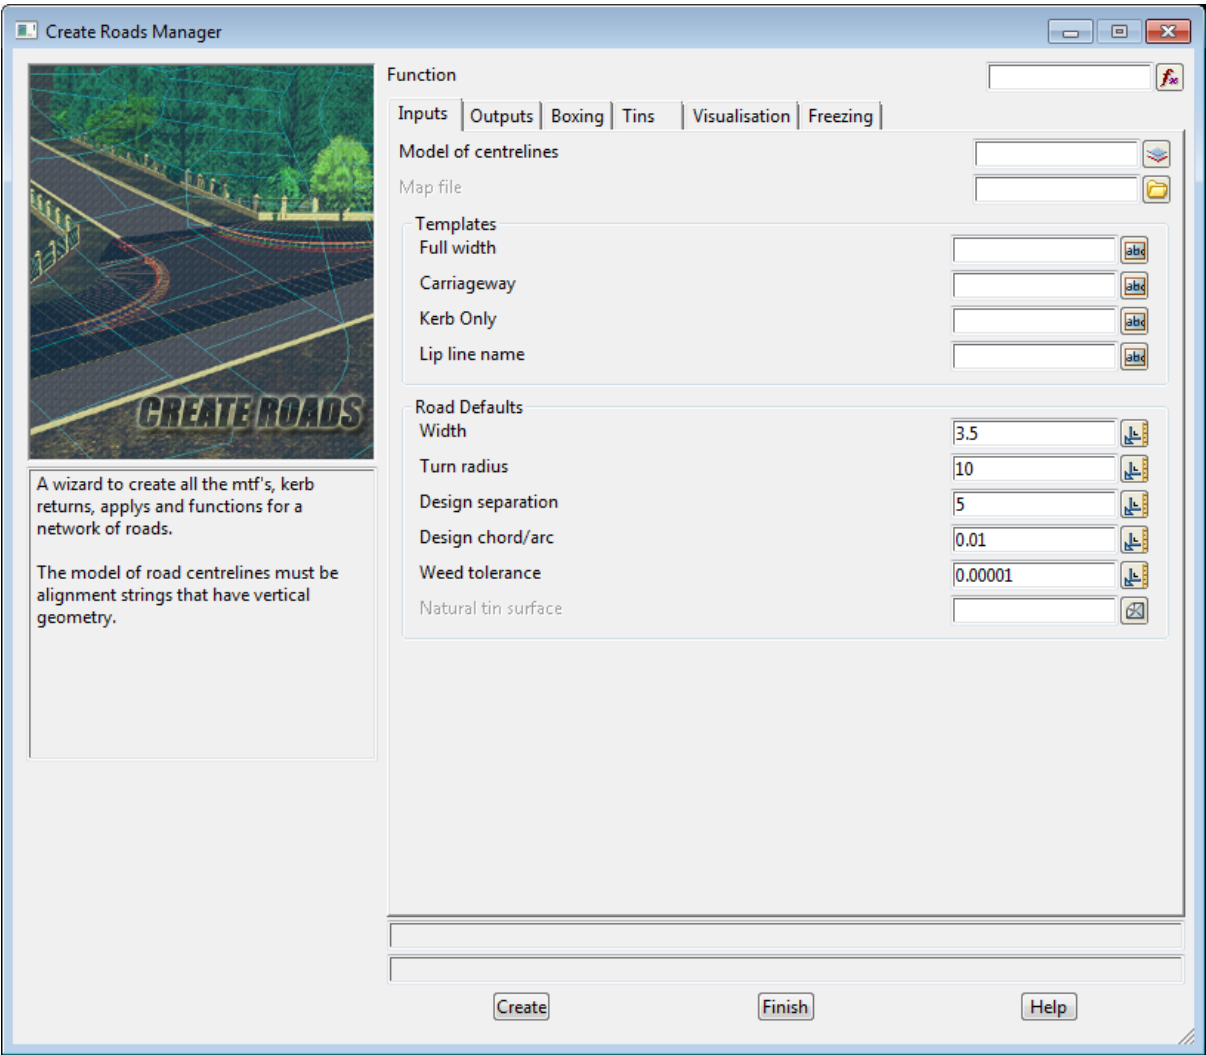 Create Roads Manager
CREATE ROADS
A wizard to create all the mtf's, kerb
returns, applys and functions for a
network of roads.
The model of road centrelines must be
alignment strings that have vertical
geometry.
Function
Inputs Outputs Boxing Tins Visualisation Freezing
Model of centrelines
Map file
Templates
Full width abc
Carriageway abc
Kerb Only abc
Lip line name abc
Road Defaults
Width 3.5
Turn radius 10
Design separation 5
Design chord/arc 0.01
Weed tolerance 0.00001
Natural tin surface
Create Finish Help